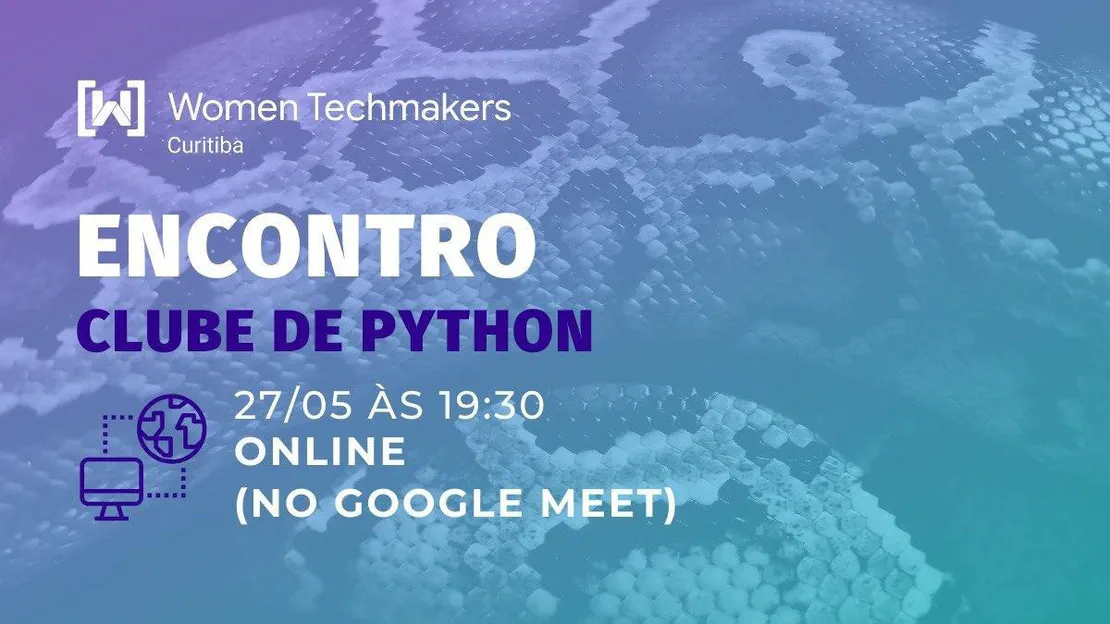 [W] Women Techmakers
Curitiba
ENCONTRO
CLUBE DE PYTHON
27/05 ÀS 19:30
ONLINE
(NO GOOGLE MEET)